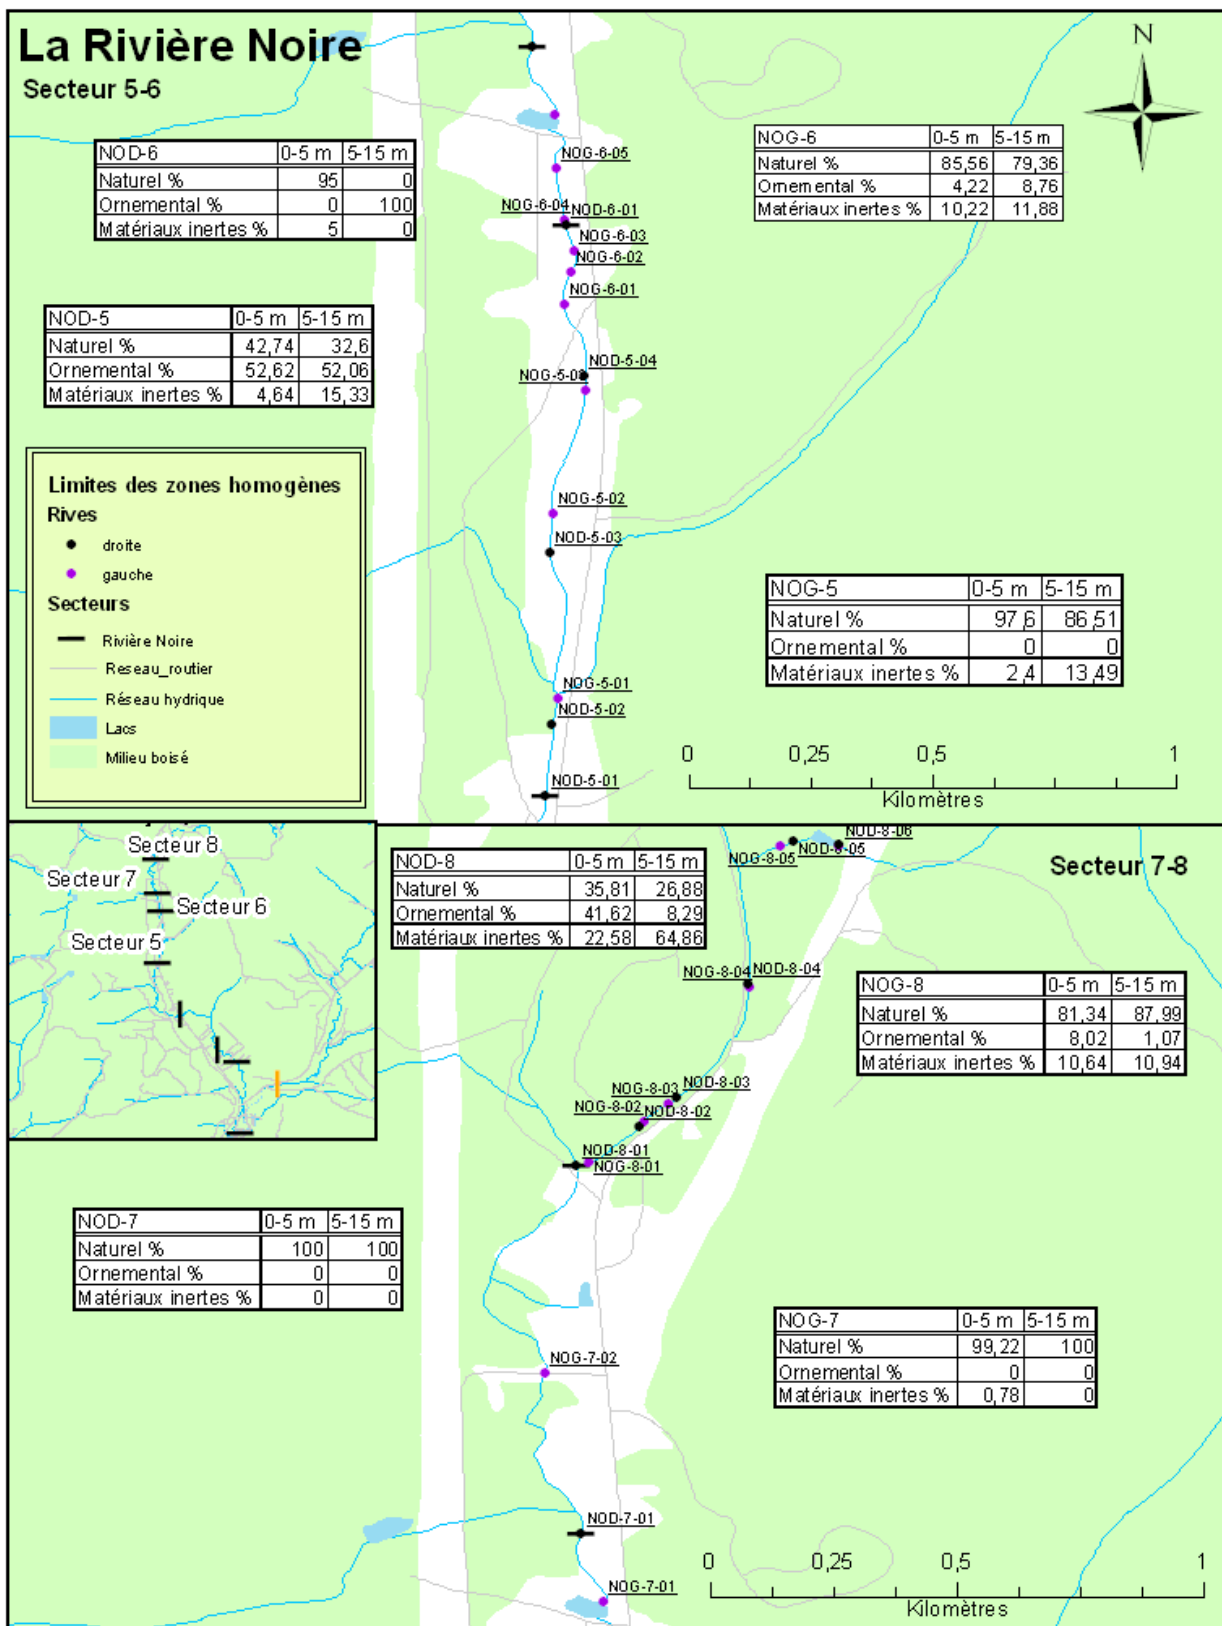 La Rivière Noire
Secteur 5-6
N
NOD-6 0-5 m 5-15 m
Naturel % 95 0
Ornemental % 0 100
Matériaux inertes % 5 0
NOG-6 0-5 m 5-15 m
Naturel % 85,56 79,36
Ornemental % 4,22 8,76
Matériaux inertes % 10,22 11,88
NOG-6-05
NOG-6-04
NOD-6-01
NOG-6-03
NOG-6-02
NOG-6-01
NOD-5 0-5 m 5-15 m
Naturel % 42,74 32,6
Ornemental % 52,62 52,06
Matériaux inertes % 4,64 15,33
NOD-5-04
NOG-5-03
NOG-5-02
NOD-5-03
NOG-5-01
NOD-5-02
NOD-5-01
Limites des zones homogènes
Rives
droite
gauche
Secteurs
Rivière Noire
Reseau_routier
Réseau hydrique
Lacs
Milieu boisé
NOG-5 0-5 m 5-15 m
Naturel % 97,6 86,51
Ornemental % 0 0
Matériaux inertes % 2,4 13,49
0 0,25 0,5 1
Kilomètres
Secteur 8
Secteur 7
Secteur 6
Secteur 5
NOD-8 0-5 m 5-15 m
Naturel % 35,81 26,88
Ornemental % 41,62 8,29
Matériaux inertes % 22,58 64,86
Secteur 7-8
NOD-8-06
NOD-8-05
NOG-8-05
NOG-8-04
NOD-8-04
NOG-8 0-5 m 5-15 m
Naturel % 81,34 87,99
Ornemental % 8,02 1,07
Matériaux inertes % 10,64 10,94
NOG-8-03
NOD-8-03
NOG-8-02
NOD-8-02
NOD-8-01
NOG-8-01
NOD-7 0-5 m 5-15 m
Naturel % 100 100
Ornemental % 0 0
Matériaux inertes % 0 0
NOG-7 0-5 m 5-15 m
Naturel % 99,22 100
Ornemental % 0 0
Matériaux inertes % 0,78 0
NOG-7-02
NOD-7-01
NOG-7-01
0 0,25 0,5 1
Kilomètres